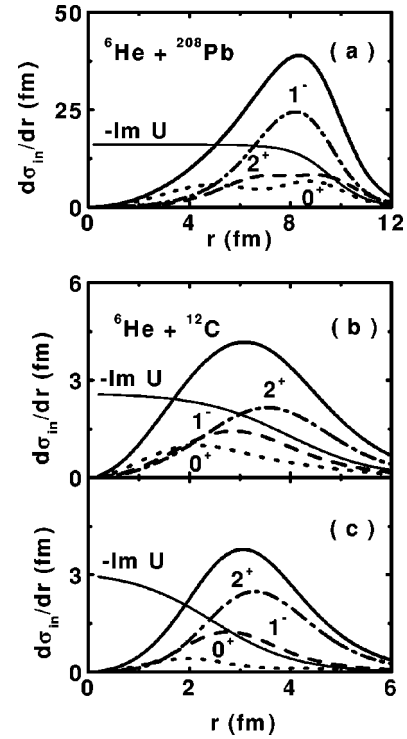 ⁶He + ²⁰⁸Pb
( a )
50
25
0
dσ_in/dr (fm)
-Im U
1⁻
2⁺
0⁺
0 4 8 12
r (fm)
⁶He + ¹²C
( b )
6
3
0
dσ_in/dr (fm)
-Im U
2⁺
1⁻
0⁺
( c )
3
0
dσ_in/dr (fm)
-Im U
2⁺
1⁻
0⁺
0 2 4 6
r (fm)